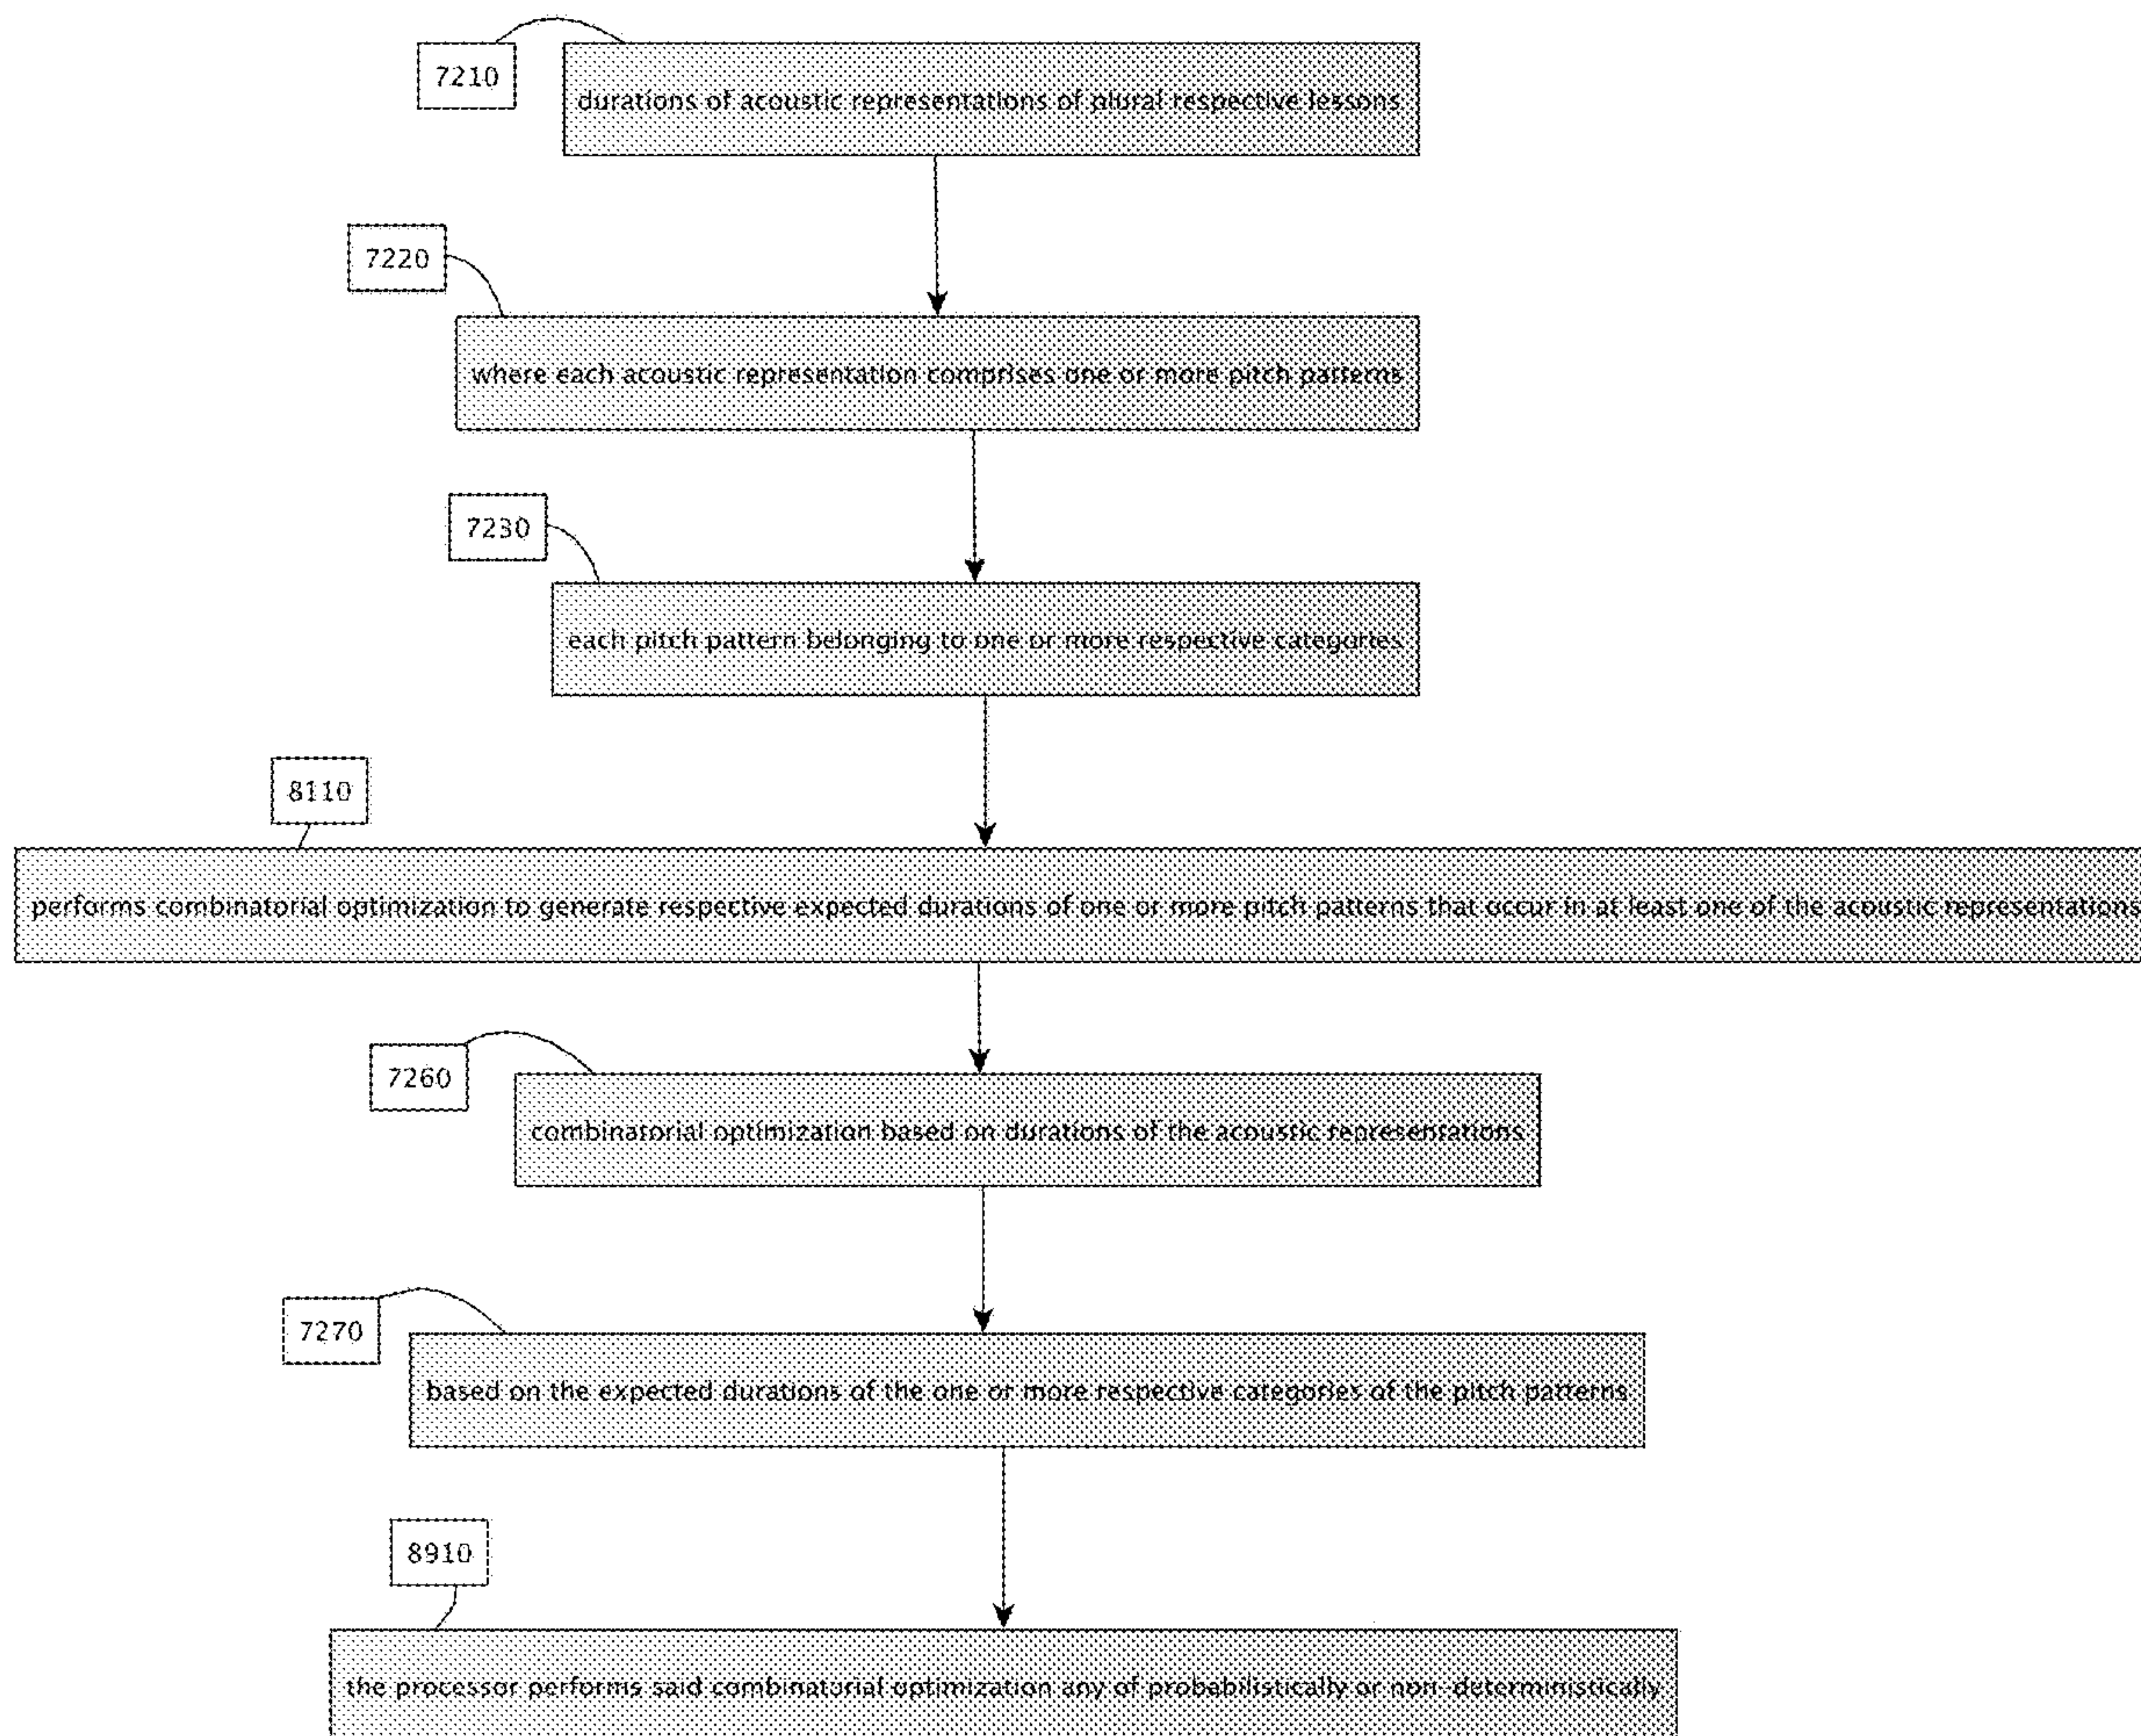 7210
durations of acoustic representations of plural respective lessons
7220
where each acoustic representation comprises one or more pitch patterns
7230
each pitch pattern belonging to one or more respective categories
8110
performs combinatorial optimization to generate respective expected durations of one or more pitch patterns that occur in at least one of the acoustic representations
7260
combinatorial optimization based on durations of the acoustic representations
7270
based on the expected durations of the one or more respective categories of the pitch patterns
8910
the processor performs said combinatorial optimization any of probabilistically or non-deterministically